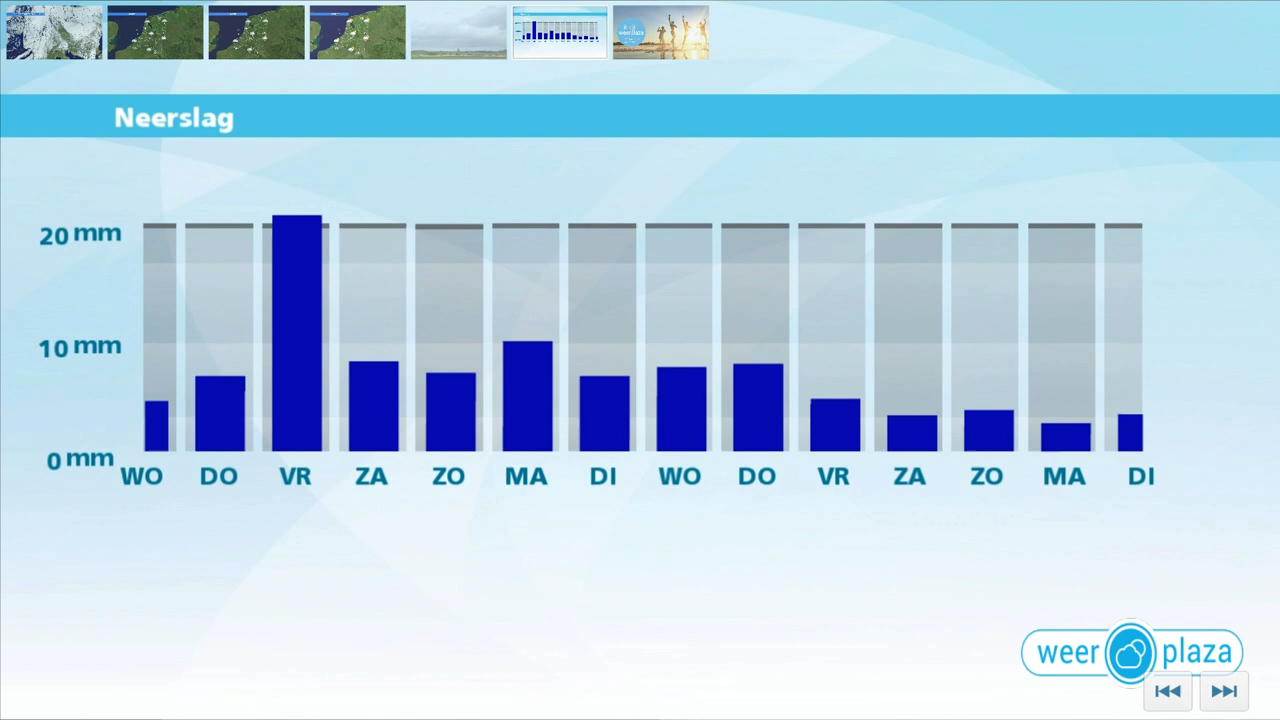 Neerslag
20 mm
10 mm
0 mm
WO DO VR ZA ZO MA DI WO DO VR ZA ZO MA DI
weer plaza